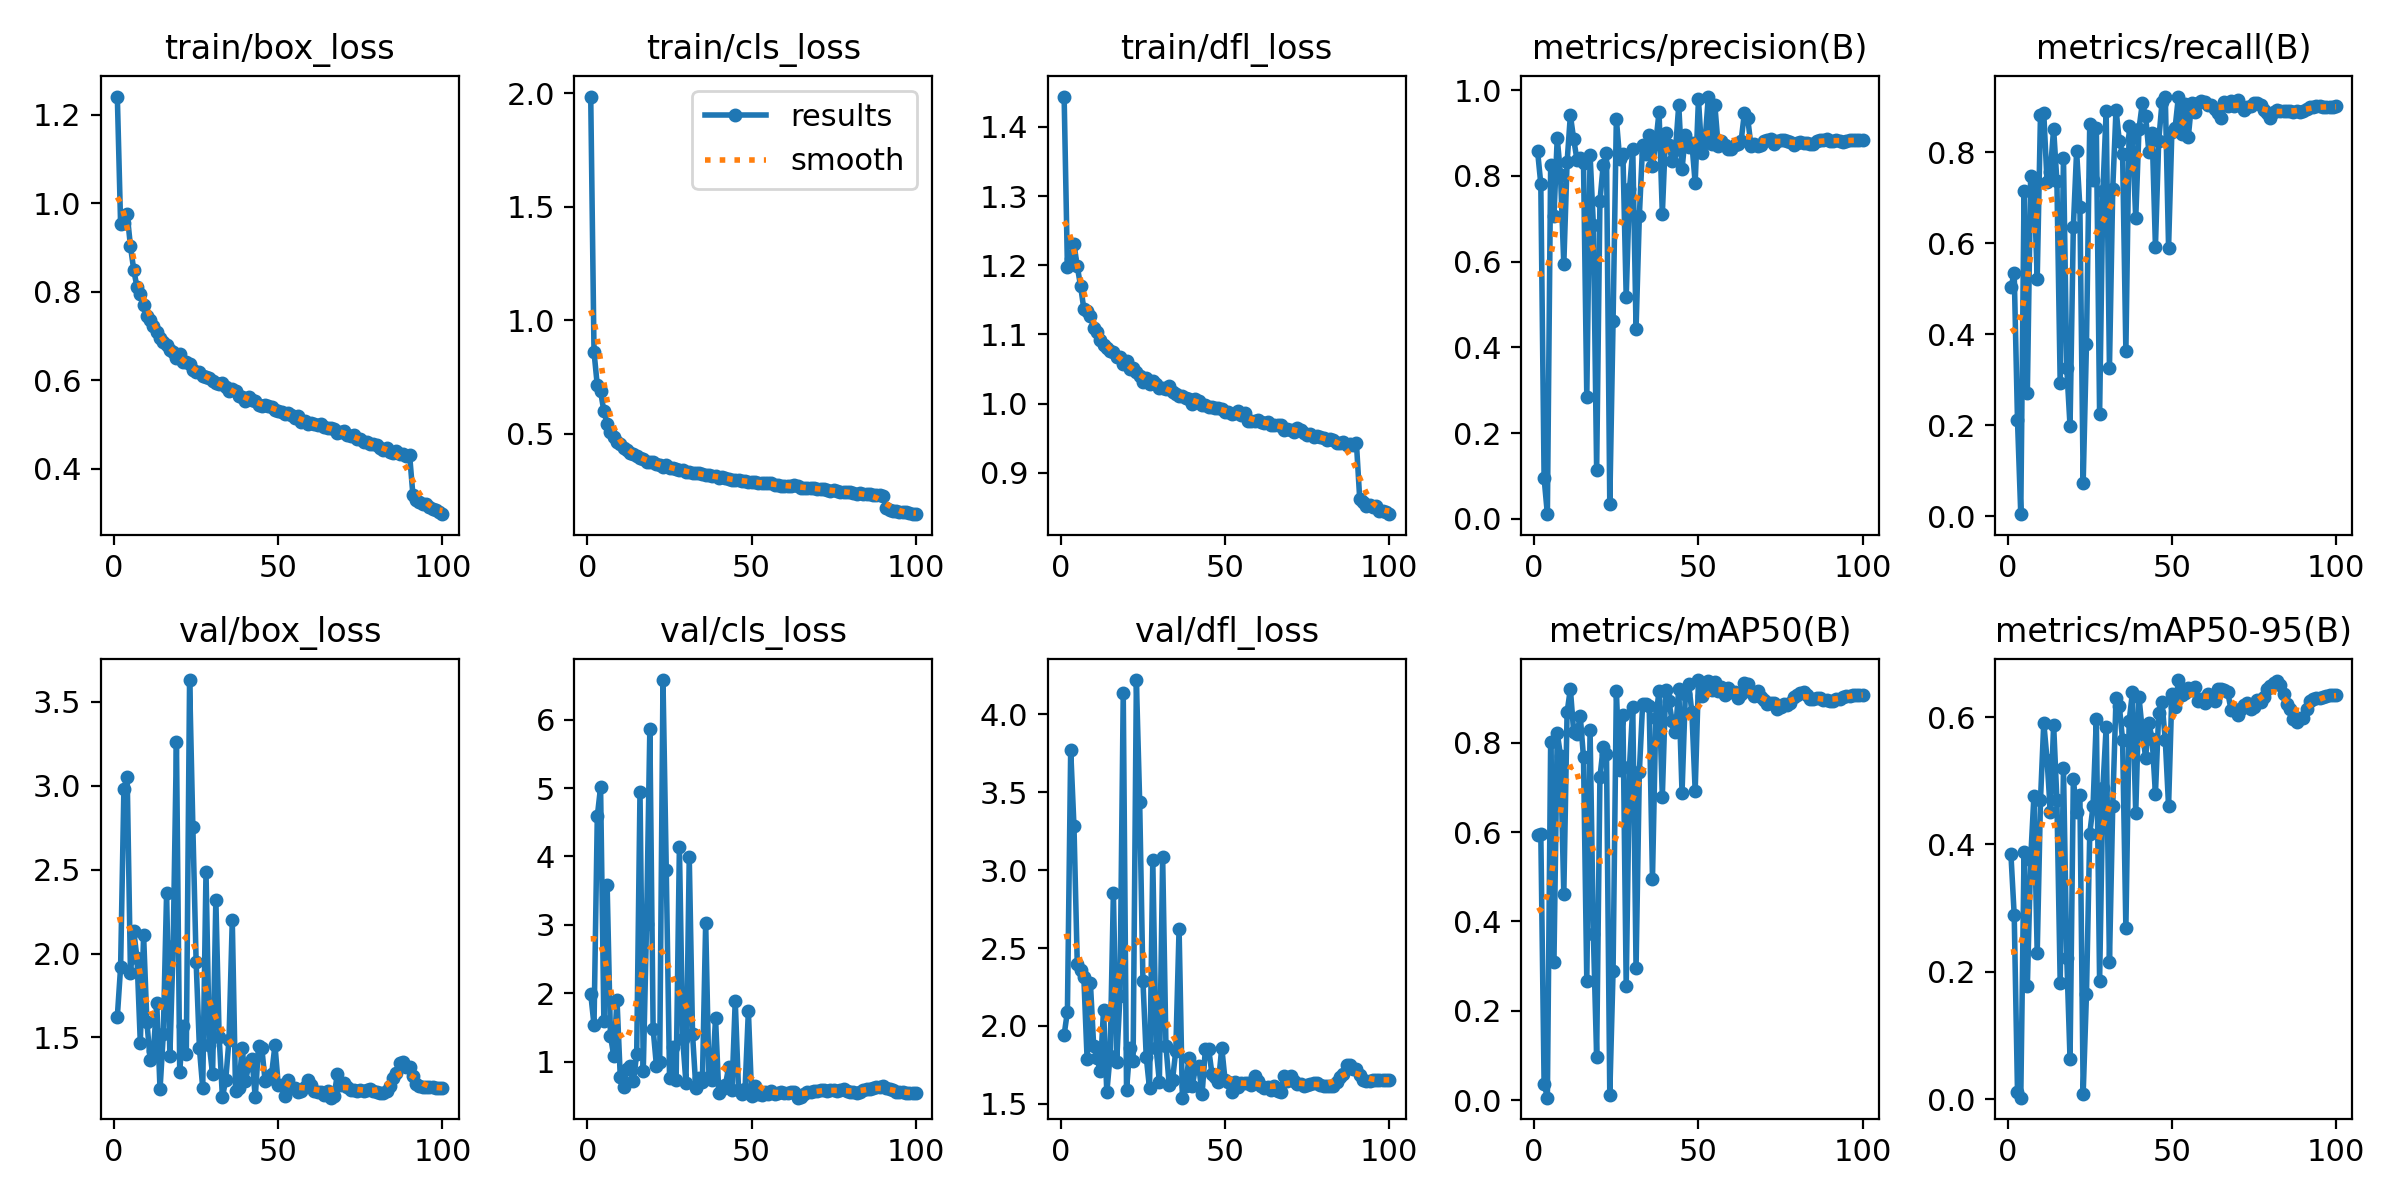 train/box_loss
1.2
1.0
0.8
0.6
0.4
0 50 100
train/cls_loss
results
smooth
2.0
1.5
1.0
0.5
0 50 100
train/dfl_loss
1.4
1.3
1.2
1.1
1.0
0.9
0 50 100
metrics/precision(B)
1.0
0.8
0.6
0.4
0.2
0.0
0 50 100
metrics/recall(B)
0.8
0.6
0.4
0.2
0.0
0 50 100
val/box_loss
3.5
3.0
2.5
2.0
1.5
0 50 100
val/cls_loss
6
5
4
3
2
1
0 50 100
val/dfl_loss
4.0
3.5
3.0
2.5
2.0
1.5
0 50 100
metrics/mAP50(B)
0.8
0.6
0.4
0.2
0.0
0 50 100
metrics/mAP50-95(B)
0.6
0.4
0.2
0.0
0 50 100